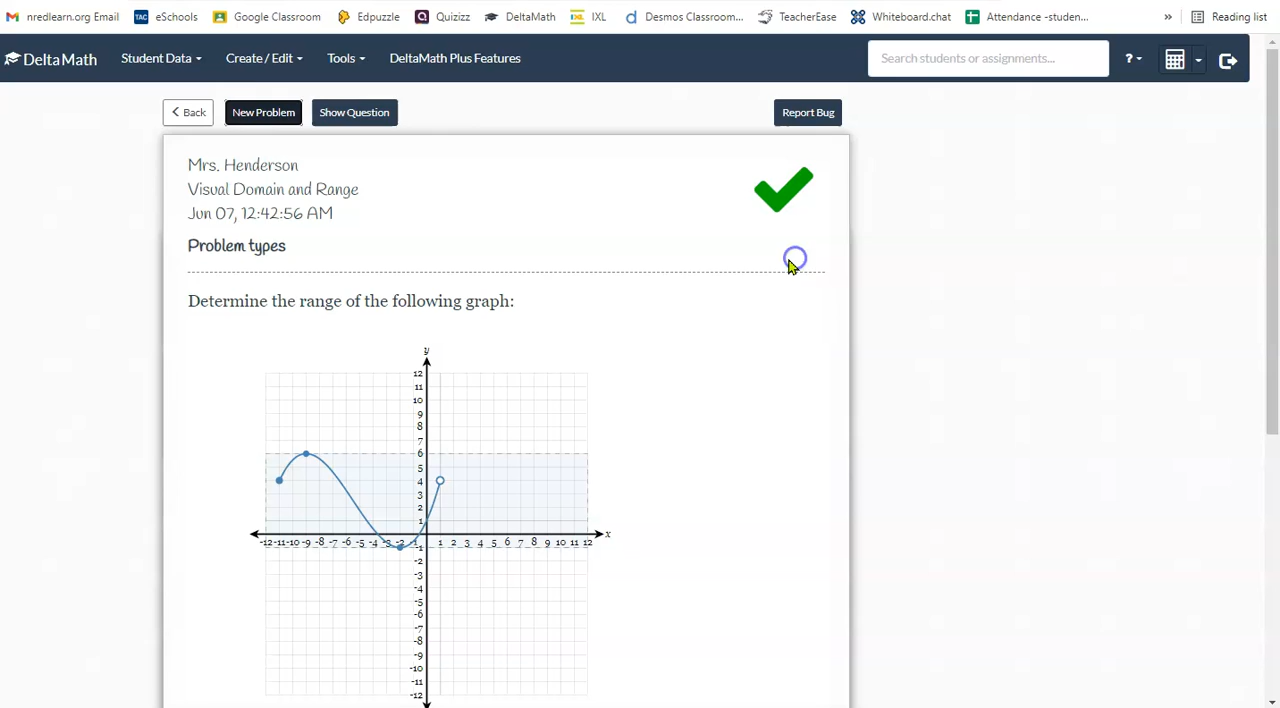 nredlearn.org Email eSchools Google Classroom Edpuzzle Quizizz DeltaMath IXL Desmos Classroom... TeacherEase Whiteboard.chat Attendance -studen... » Reading list
DeltaMath Student Data Create / Edit Tools DeltaMath Plus Features Search students or assignments... ?
Back New Problem Show Question Report Bug
Mrs. Henderson
Visual Domain and Range
Jun 07, 12:42:56 AM
Problem types
Determine the range of the following graph:
y
12
11
10
9
8
7
6
5
4
3
2
1
-12 -11 -10 -9 -8 -7 -6 -5 -4 -3 -2 -1 1 2 3 4 5 6 7 8 9 10 11 12 x
-1
-2
-3
-4
-5
-6
-7
-8
-9
-10
-11
-12